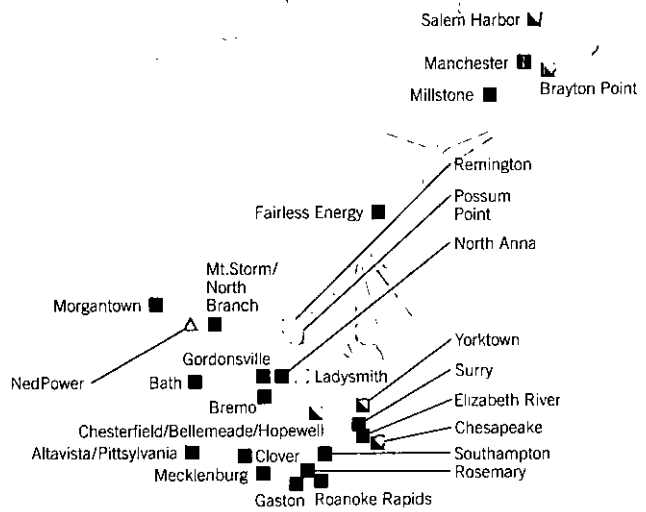 Salem Harbor
Manchester
Brayton Point
Millstone
Remington
Possum
Point
Fairless Energy
North Anna
Mt.Storm/
North
Branch
Morgantown
Yorktown
Gordonsville
Ladysmith
Surry
NedPower
Bath
Elizabeth River
Bremo
Chesapeake
Chesterfield/Bellemeade/Hopewell
Altavista/Pittsylvania
Clover
Southampton
Mecklenburg
Rosemary
Gaston
Roanoke Rapids